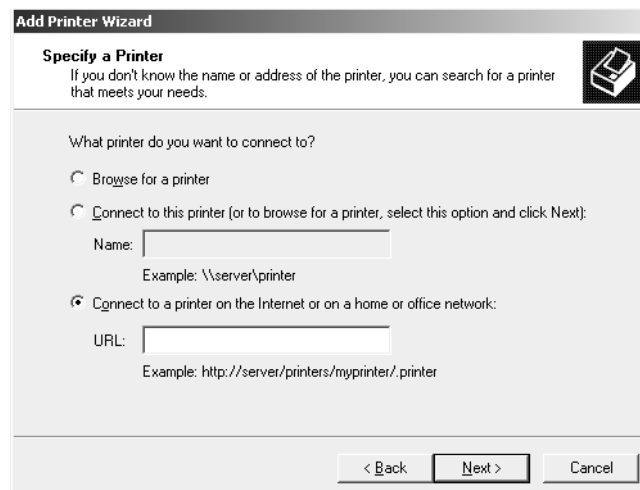 Add Printer Wizard
Specify a Printer
If you don't know the name or address of the printer, you can search for a printer
that meets your needs.
What printer do you want to connect to?
Browse for a printer
Connect to this printer (or to browse for a printer, select this option and click Next):
Name:
Example: \\server\printer
Connect to a printer on the Internet or on a home or office network:
URL:
Example: http://server/printers/myprinter/.printer
< Back Next > Cancel